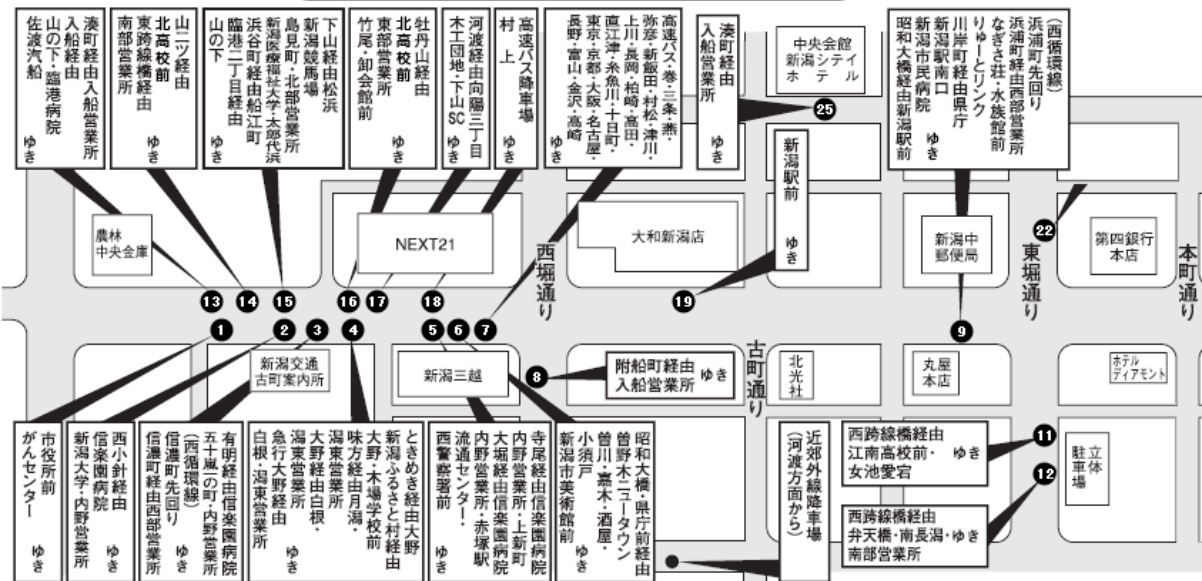 湊町経由入船営業所
入船経由
山の下・臨港病院
佐渡汽船
ゆき
山二ツ経由
北高校前
東跨線橋経由
南部営業所
ゆき
下山経由松浜
新潟競馬場
島見町・北部営業所
新潟医療福祉大学・太郎代浜
浜谷町経由船江町
臨港二丁目経由
山の下
ゆき
牡丹山経由
北高校前
東部営業所
竹尾・卸会館前
ゆき
河渡経由向陽三丁目
木工団地・下山SC
ゆき
高速バス降車場
村上
ゆき
高速バス・巻・三条・燕・
弥彦・新飯田・村松・津川・
上川・長岡・柏崎・高田・
直江津・糸魚川・十日町・
東京・京都・大阪・名古屋・
長野・富山・金沢・高崎
ゆき
湊町経由
入船営業所
ゆき
中央会館
新潟シテイ
ホテル
25
新潟駅前
ゆき
(西循環線)
浜浦町先回り
浜浦町経由西部営業所
なぎさ荘・水族館前
りゅーとリンク
川岸町経由県庁
新潟駅南口
新潟市民病院
昭和大橋経由新潟駅前
ゆき
農林
中央金庫
NEXT21
西堀通り
大和新潟店
新潟中
郵便局
東堀通り
22
第四銀行
本店
本町通り
13
14
15
16
17
18
19
1
2
3
4
5
6
7
9
新潟交通
古町案内所
新潟三越
8
附船町経由
入船営業所
ゆき
古町通り
北光社
丸屋
本店
ホテル
ディアモント
市役所前
がんセンター
ゆき
西小針経由
信楽園病院
新潟大学・内野営業所
ゆき
有明経由信楽園病院
五十嵐の町・内野営業所
(西循環線)
信濃町先回り
信濃町経由西部営業所
ゆき
ときめき経由大野
新潟ふるさと村経由
大野・木場学校前
味方経由月潟・
潟東営業所
大野経由白根・
潟東営業所
急行大野経由
白根・潟東営業所
ゆき
寺尾経由信楽園病院
内野営業所・上新町
大堀経由信楽園病院
内野営業所・赤塚駅
流通センター・
西警察署前
ゆき
昭和大橋・県庁前経由
曽野木ニュータウン
曽川・嘉木・酒屋・
小須戸
新潟市美術館前
ゆき
近郊外線降車場
(河渡方面から)
西跨線橋経由
江南高校前・
女池愛宕
ゆき
11
西跨線橋経由
弁天橋・南長潟・
南部営業所
ゆき
12
立体
駐車場